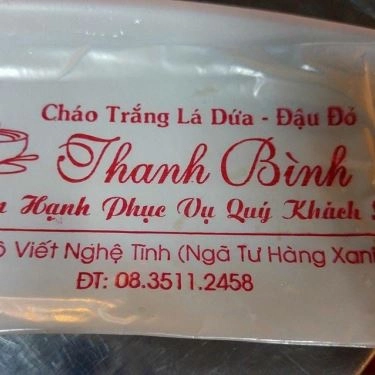 Cháo Trắng Lá Dứa - Đậu Đỏ
Thanh Bình
Hạnh Phục Vụ Quý Khách
Viết Nghệ Tĩnh (Ngã Tư Hàng Xanh
ĐT: 08.3511.2458